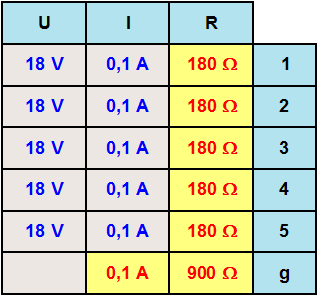 U I R
18 V 0,1 A 180 Ω 1
18 V 0,1 A 180 Ω 2
18 V 0,1 A 180 Ω 3
18 V 0,1 A 180 Ω 4
18 V 0,1 A 180 Ω 5
0,1 A 900 Ω g